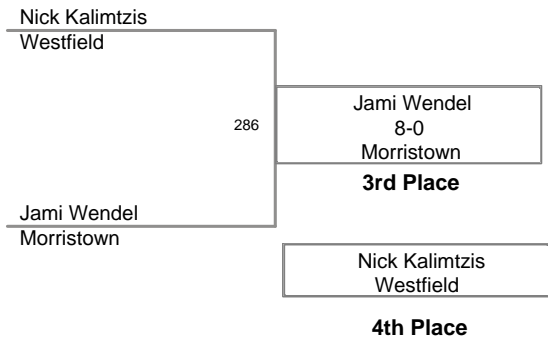 Nick Kalimtzis
Westfield
286
Jami Wendel
8-0
Morristown
3rd Place
Jami Wendel
Morristown
Nick Kalimtzis
Westfield
4th Place